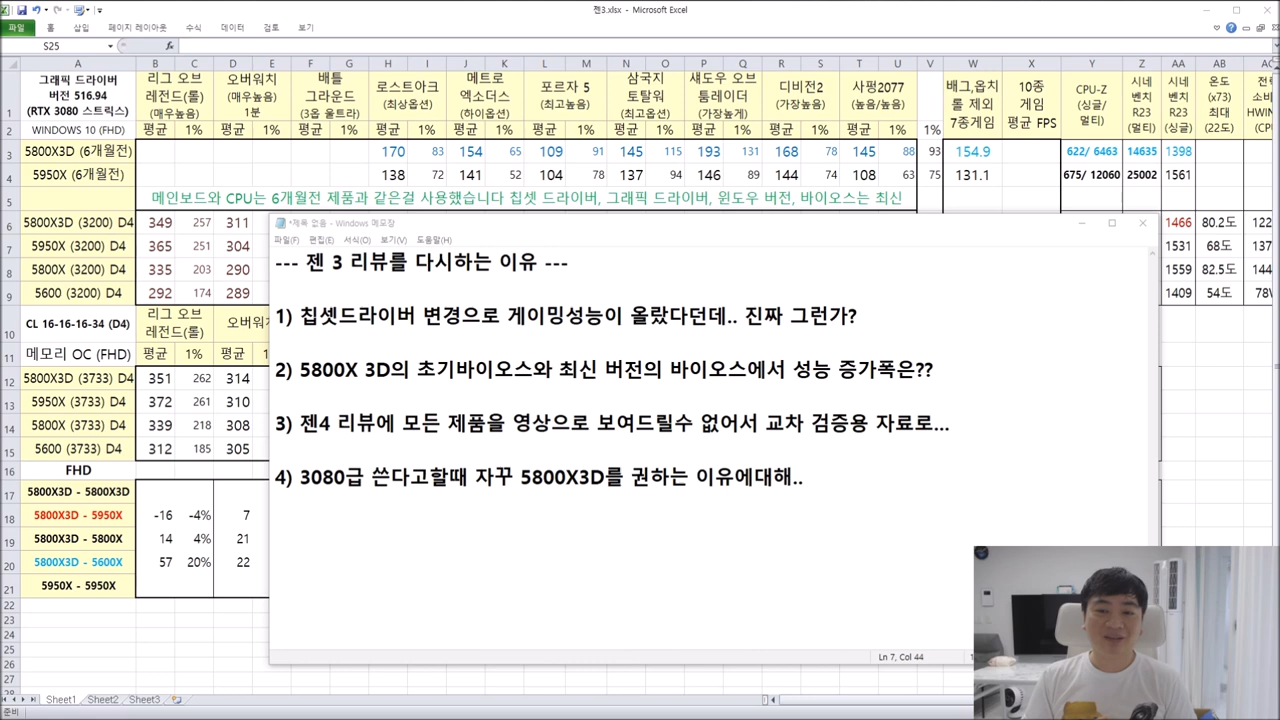 젠3.xlsx - Microsoft Excel
파일 홈 삽입 페이지 레이아웃 수식 데이터 검토 보기
S25 fx
A B C D E F G H I J K L M N O P Q R S T U V W X Y Z AA AB AC
그래픽 드라이버 버전 516.94 (RTX 3080 스트릭스) 리그 오브 레전드(롤) (매우높음) 오버워치 (매우높음) 1분 배틀 그라운드 (3옵 울트라) 로스트아크 (최상옵션) 메트로 엑소더스 (하이옵션) 포르자 5 (최고높음) 삼국지 토탈워 (최고옵션) 섀도우 오브 툼레이더 (가장높게) 디비전2 (가장높음) 사펑2077 (높음/높음) 1% 배그,옵치 롤 제외 7종게임 10종 게임 평균 FPS CPU-Z (싱글/ 멀티) 시네 벤치 R23 (멀티) 시네 벤치 R23 (싱글) 온도 (x73) 최대 (22도)
2 WINDOWS 10 (FHD) 평균 1% 평균 1% 평균 1% 평균 1% 평균 1% 평균 1% 평균 1% 평균 1% 평균 1% 평균 1%
3 5800X3D (6개월전) 170 83 154 65 109 91 145 115 193 131 168 78 145 88 93 154.9 622/ 6463 14635 1398
4 5950X (6개월전) 138 72 141 52 104 78 137 94 146 89 144 74 108 63 75 131.1 675/ 12060 25002 1561
5 메인보드와 CPU는 6개월전 제품과 같은걸 사용했습니다 칩셋 드라이버, 그래픽 드라이버, 윈도우 버전, 바이오스는 최신
6 5800X3D (3200) D4 349 257 311 1466 80.2도
7 5950X (3200) D4 365 251 304 1531 68도
8 5800X (3200) D4 335 203 290 1559 82.5도
9 5600 (3200) D4 292 174 289 1409 54도
10 CL 16-16-16-34 (D4) 리그 오브 레전드(롤)
11 메모리 OC (FHD) 평균 1% 평균
12 5800X3D (3733) D4 351 262 314
13 5950X (3733) D4 372 261 310
14 5800X (3733) D4 339 218 308
15 5600 (3733) D4 312 185 305
16 FHD
17 5800X3D - 5800X3D
18 5800X3D - 5950X -16 -4% 7
19 5800X3D - 5800X 14 4% 21
20 5800X3D - 5600X 57 20% 22
21 5950X - 5950X
22
23
24
25
26
27
*제목 없음 - Windows 메모장
파일(F) 편집(E) 서식(O) 보기(V) 도움말(H)
--- 젠 3 리뷰를 다시하는 이유 ---
1) 칩셋드라이버 변경으로 게이밍성능이 올랐다던데.. 진짜 그런가?
2) 5800X 3D의 초기바이오스와 최신 버전의 바이오스에서 성능 증가폭은??
3) 젠4 리뷰에 모든 제품을 영상으로 보여드릴수 없어서 교차 검증용 자료로...
4) 3080급 쓴다고할때 자꾸 5800X3D를 권하는 이유에대해..
Ln 7, Col 44
Sheet1 Sheet2 Sheet3
준비